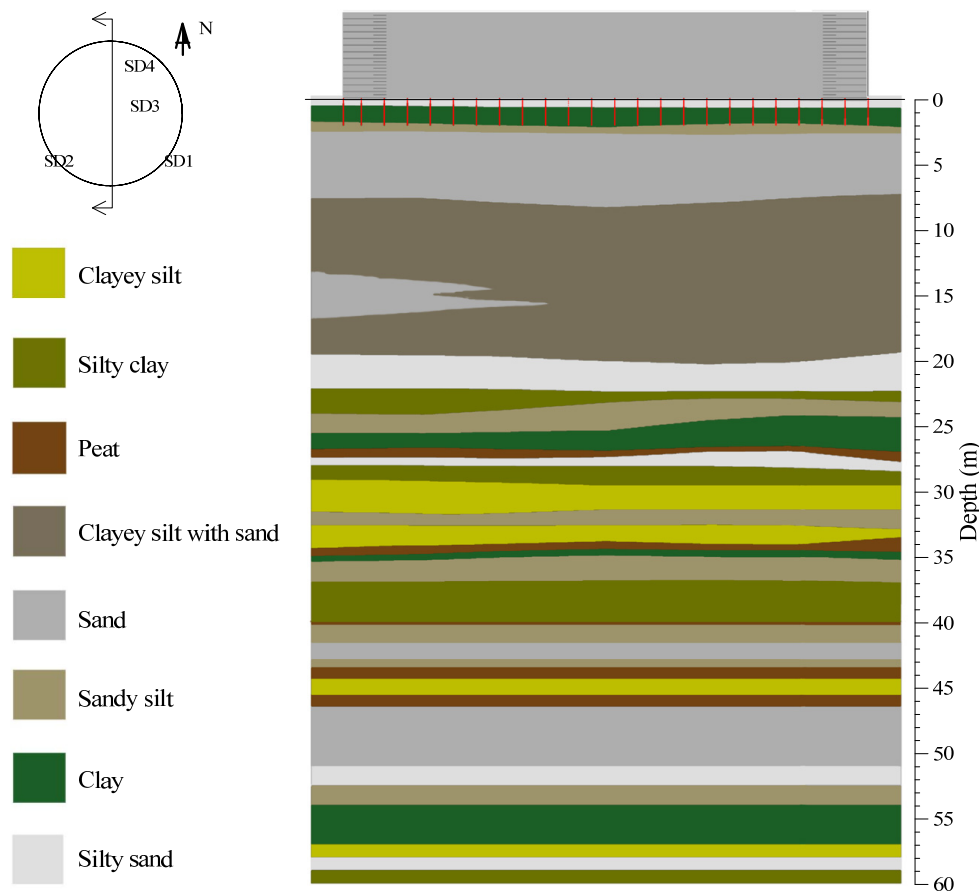 N
SD4
SD3
SD2
SD1
Clayey silt
Silty clay
Peat
Clayey silt with sand
Sand
Sandy silt
Clay
Silty sand
0
5
10
15
20
25
30
35
40
45
50
55
60
Depth (m)